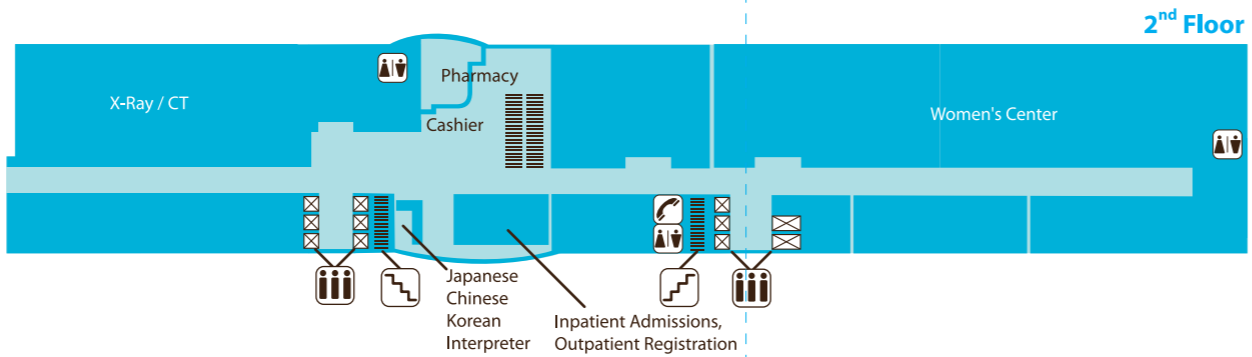 2nd Floor
Pharmacy
X-Ray / CT
Cashier
Women's Center
Japanese
Chinese
Korean
Interpreter
Inpatient Admissions,
Outpatient Registration